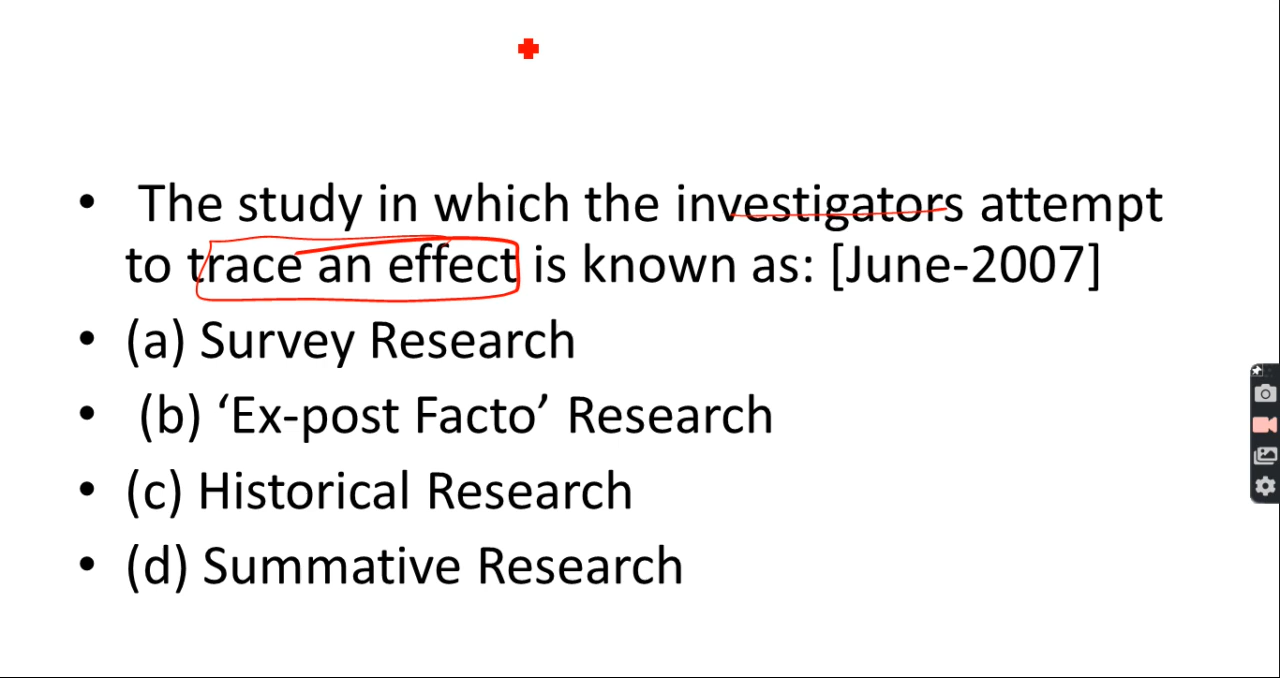 • The study in which the investigators attempt
to trace an effect is known as: [June-2007]
• (a) Survey Research
• (b) ‘Ex-post Facto’ Research
• (c) Historical Research
• (d) Summative Research